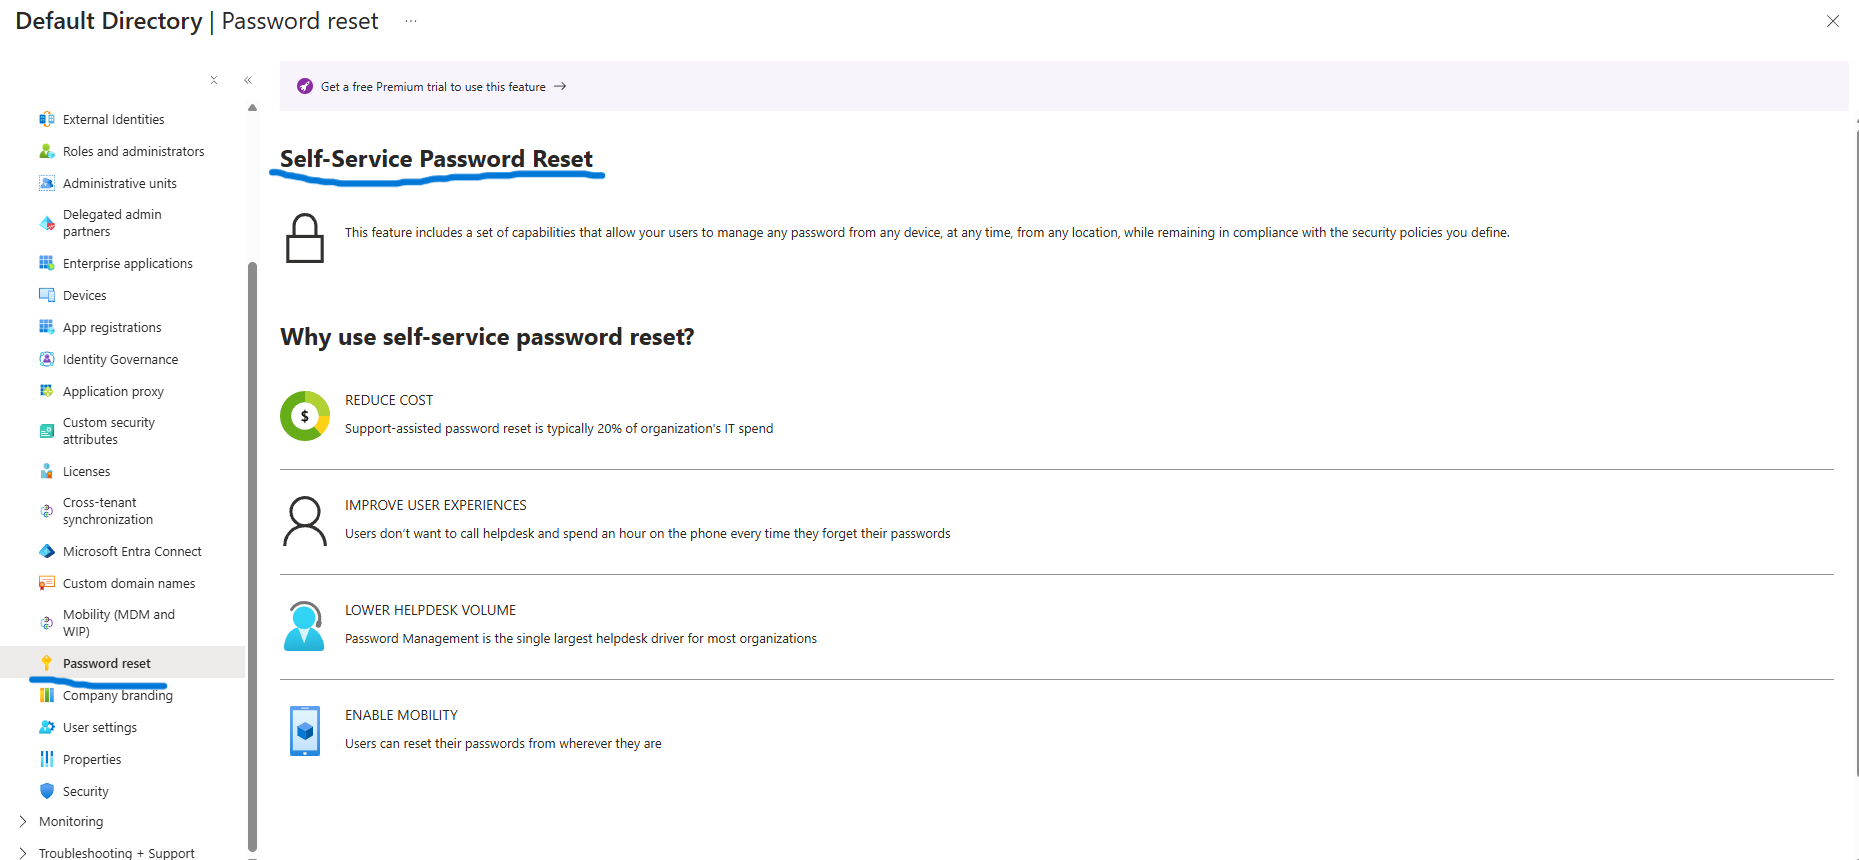 Default Directory | Password reset ...
Get a free Premium trial to use this feature →
External Identities
Roles and administrators
Administrative units
Delegated admin
partners
Enterprise applications
Devices
App registrations
Identity Governance
Application proxy
Custom security
attributes
Licenses
Cross-tenant
synchronization
Microsoft Entra Connect
Custom domain names
Mobility (MDM and
WIP)
Password reset
Company branding
User settings
Properties
Security
Monitoring
Troubleshooting + Support
Self-Service Password Reset
This feature includes a set of capabilities that allow your users to manage any password from any device, at any time, from any location, while remaining in compliance with the security policies you define.
Why use self-service password reset?
$
REDUCE COST
Support-assisted password reset is typically 20% of organization's IT spend
IMPROVE USER EXPERIENCES
Users don't want to call helpdesk and spend an hour on the phone every time they forget their passwords
LOWER HELPDESK VOLUME
Password Management is the single largest helpdesk driver for most organizations
ENABLE MOBILITY
Users can reset their passwords from wherever they are